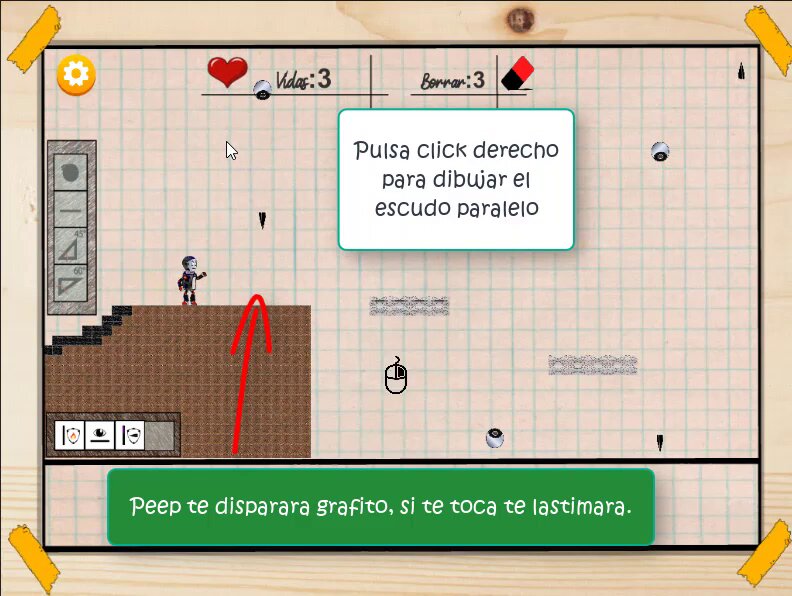 Vidas:3
Borrar:3
Pulsa click derecho
para dibujar el
escudo paralelo
45°
60°
Peep te disparara grafito, si te toca te lastimara.